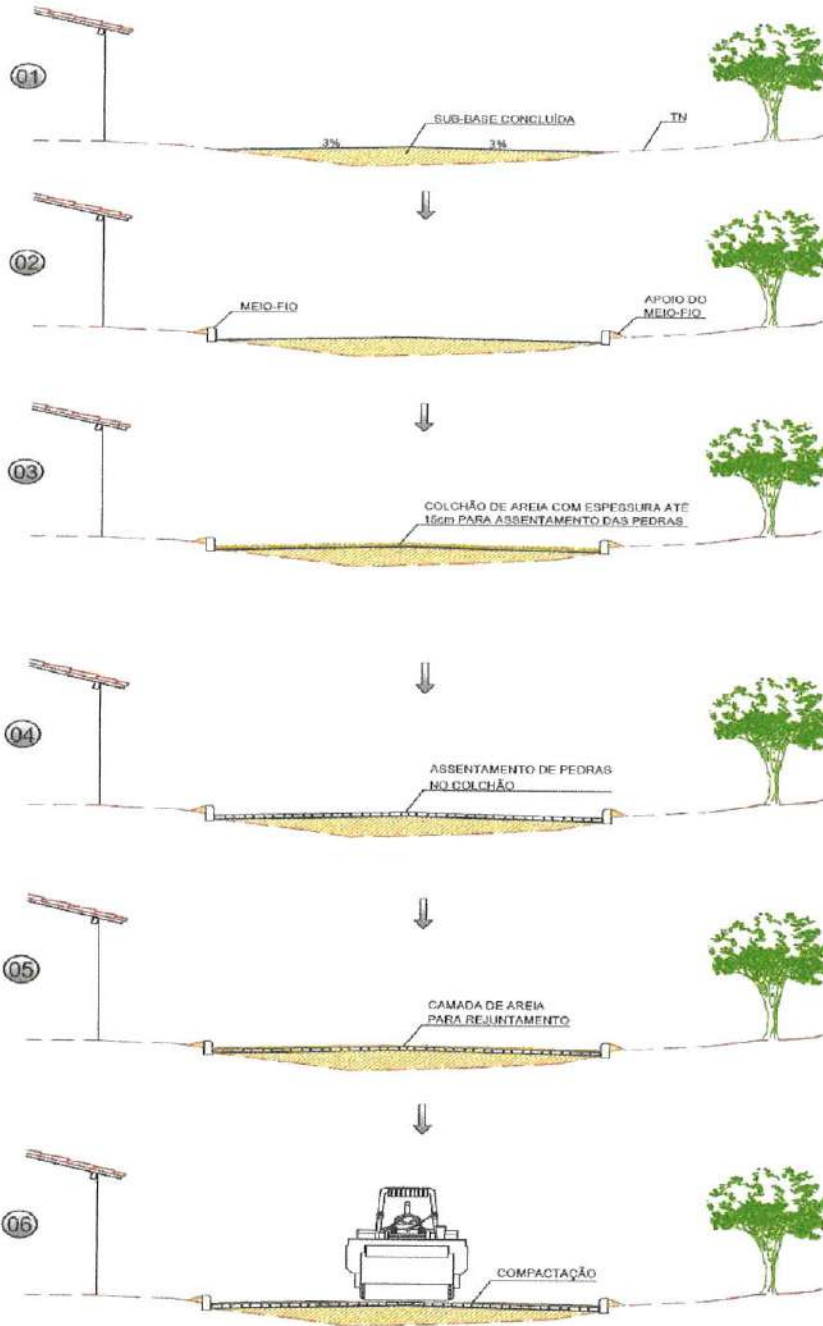 01
SUB-BASE CONCLUÍDA
TN
3%
3%
02
MEIO-FIO
APOIO DO
MEIO-FIO
03
COLCHÃO DE AREIA COM ESPESSURA ATÉ
15cm PARA ASSENTAMENTO DAS PEDRAS
04
ASSENTAMENTO DE PEDRAS
NO COLCHÃO
05
CAMADA DE AREIA
PARA REJUNTAMENTO
06
COMPACTAÇÃO